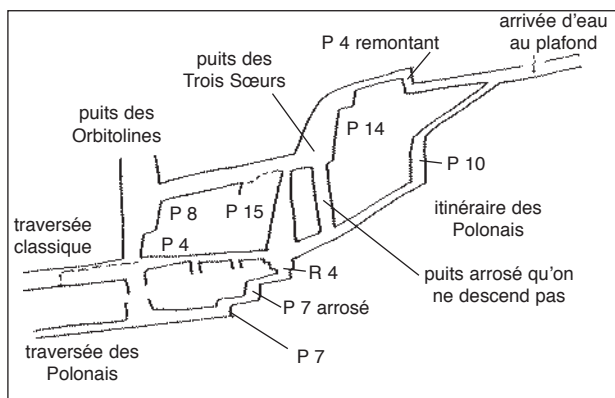 arrivée d'eau
au plafond
P 4 remontant
puits des
Trois Sœurs
puits des
Orbitolines
P 14
P 10
P 8
P 15
itinéraire des
Polonais
traversée
classique
P 4
R 4
puits arrosé qu'on
ne descend pas
P 7 arrosé
traversée des
Polonais
P 7